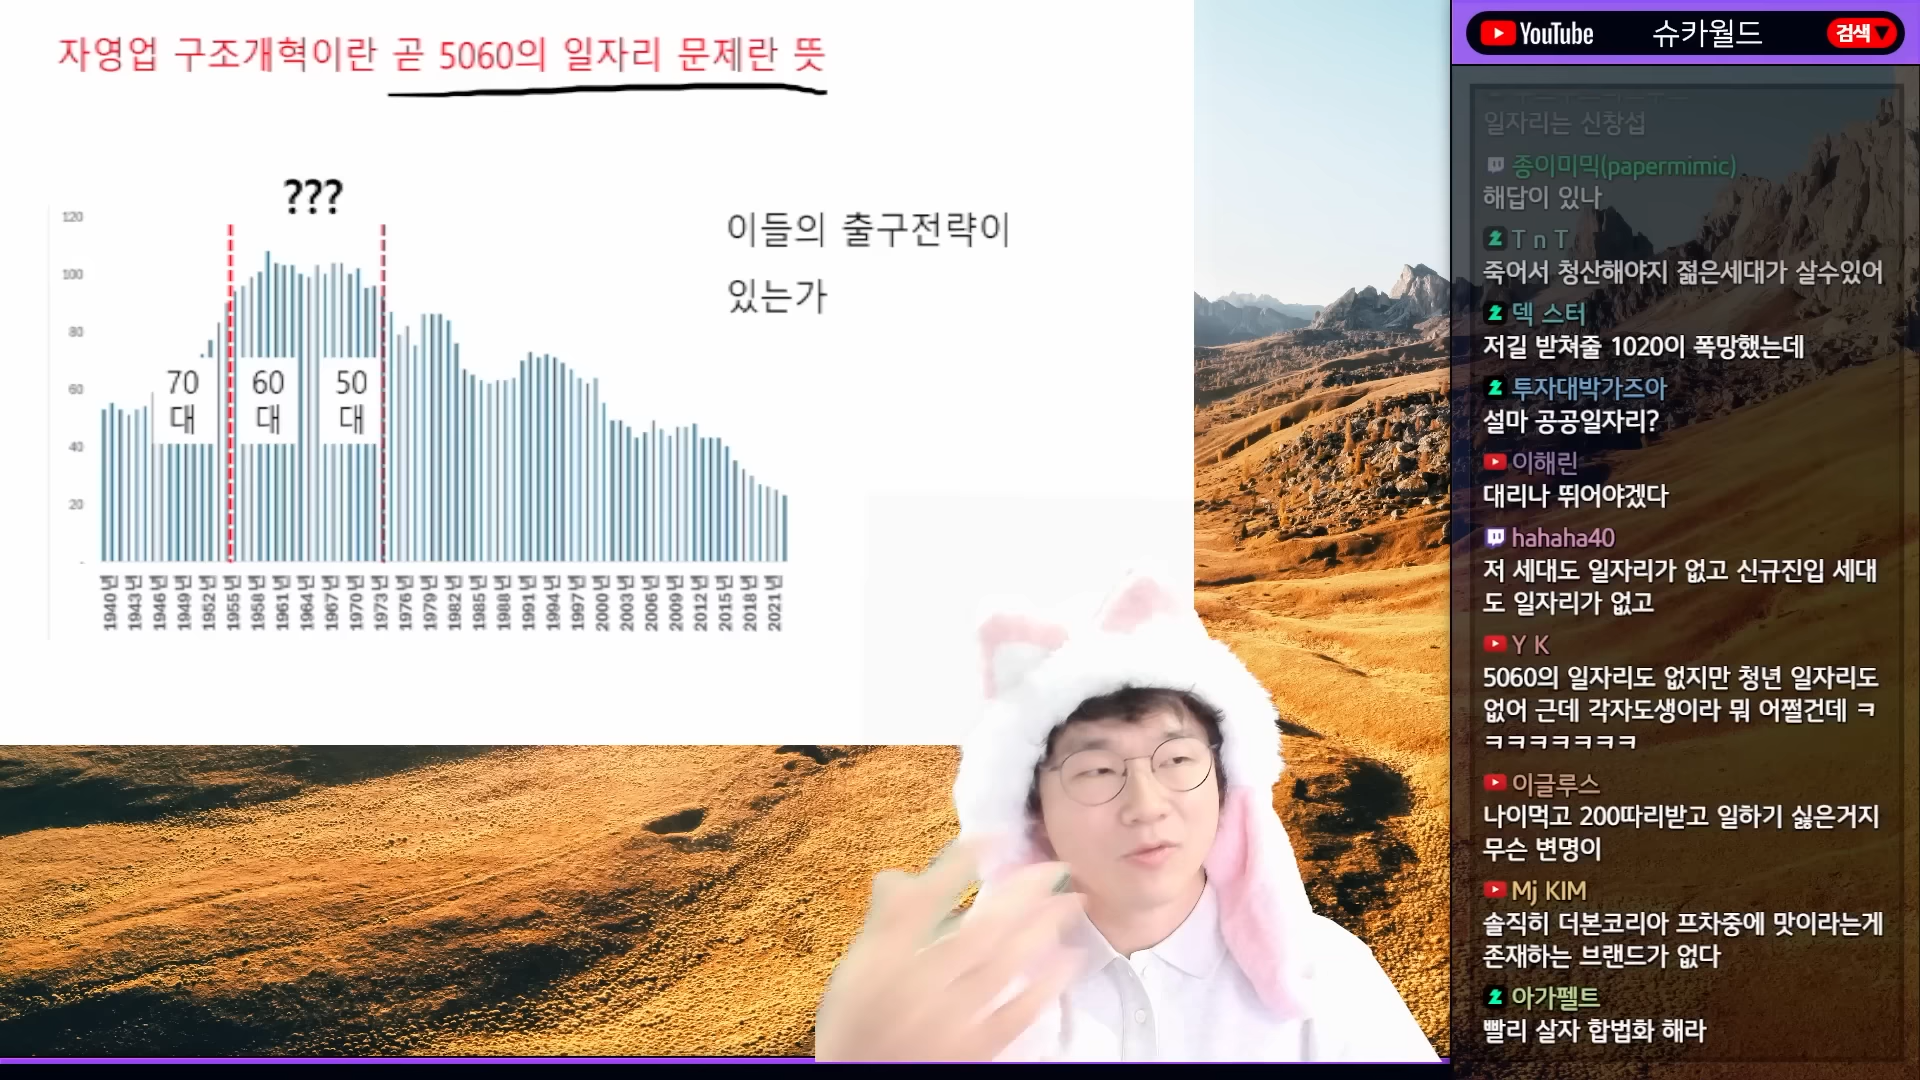 자영업 구조개혁이란 곧 5060의 일자리 문제란 뜻
???
이들의 출구전략이
있는가
120
100
80
60
40
20
-
70
대
60
대
50
대
1940년
1943년
1946년
1949년
1952년
1955년
1958년
1961년
1964년
1967년
1970년
1973년
1976년
1979년
1982년
1985년
1988년
1991년
1994년
1997년
2000년
2003년
2006년
2009년
2012년
2015년
2018년
2021년
YouTube 슈카월드 검색▼
일자리는 신창섭
종이미믹(papermimic)
해답이 있나
T n T
죽어서 청산해야지 젊은세대가 살수있어
덱 스터
저길 받쳐줄 1020이 폭망했는데
투자대박가즈아
설마 공공일자리?
이해린
대리나 뛰어야겠다
hahaha40
저 세대도 일자리가 없고 신규진입 세대
도 일자리가 없고
Y K
5060의 일자리도 없지만 청년 일자리도
없어 근데 각자도생이라 뭐 어쩔건데 ㅋ
ㅋㅋㅋㅋㅋㅋㅋ
이글루스
나이먹고 200따리받고 일하기 싫은거지
무슨 변명이
Mj KIM
솔직히 더본코리아 프차중에 맛이라는게
존재하는 브랜드가 없다
아가펠트
빨리 살자 합법화 해라